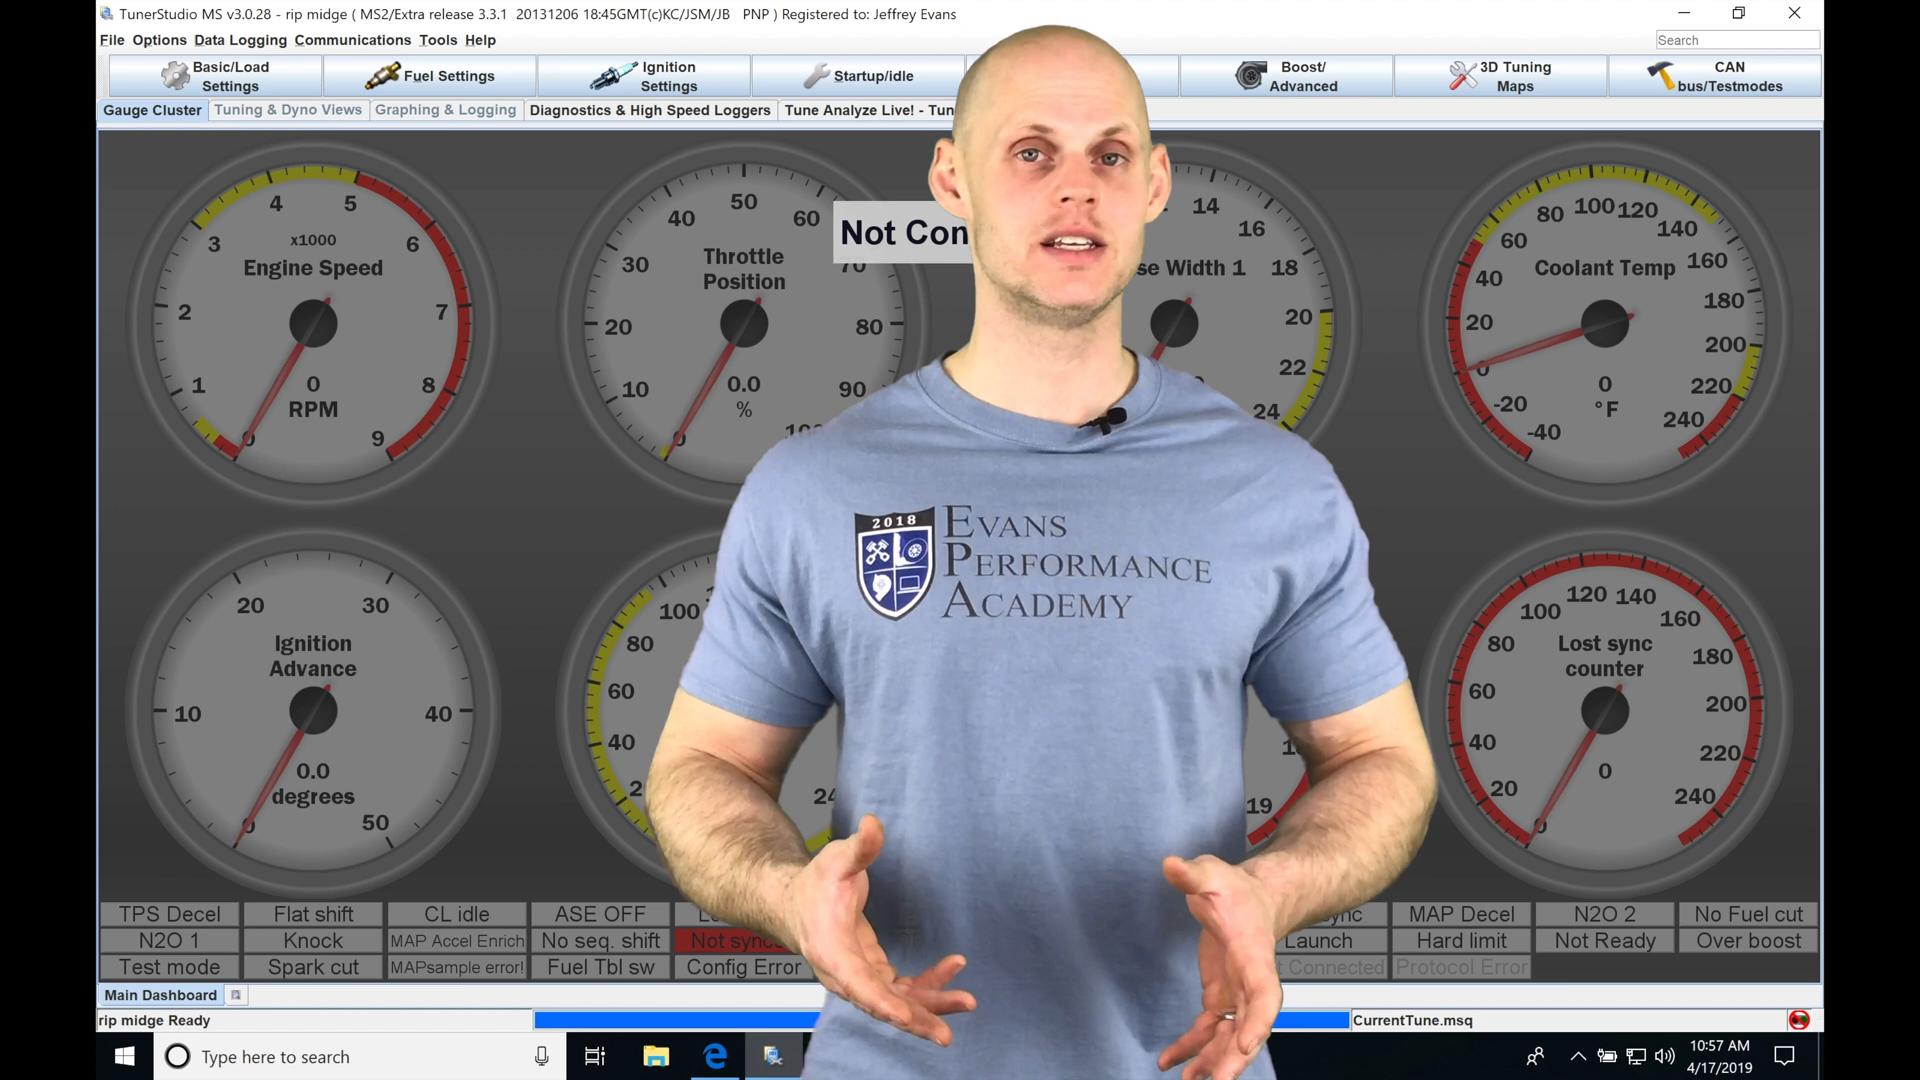 TunerStudio MS v3.0.28 - rip midge ( MS2/Extra release 3.3.1 20131206 18:45GMT(c)KC/JSM/JB PNP ) Registered to: Jeffrey Evans
File Options Data Logging Communications Tools Help
Search
Basic/Load
Settings
Fuel Settings
Ignition
Settings
Startup/idle
Boost/
Advanced
3D Tuning
Maps
CAN
bus/Testmodes
Gauge Cluster
Tuning & Dyno Views
Graphing & Logging
Diagnostics & High Speed Loggers
Tune Analyze Live! - Tun
0 1 2 3 4 5 6 7 8 9
x1000
Engine Speed
0
RPM
0 10 20 30 40 50 60 70 80 90
Throttle
Position
0.0
%
Not Con
14 16 18 20 22 24
se Width 1
-40 -20 0 20 40 60 80 100 120 140 160 180 200 220 240
Coolant Temp
0
°F
0 10 20 30 40 50
Ignition
Advance
0.0
degrees
40 60 80 100
19
0 20 40 60 80 100 120 140 160 180 200 220 240
Lost sync
counter
0
2018
EVANS
PERFORMANCE
ACADEMY
TPS Decel
Flat shift
CL idle
ASE OFF
MAP Decel
N2O 2
No Fuel cut
N2O 1
Knock
MAP Accel Enrich
No seq. shift
Not sync
Launch
Hard limit
Not Ready
Over boost
Test mode
Spark cut
MAPsample error!
Fuel Tbl sw
Config Error
Connected
Protocol Error
Main Dashboard
rip midge Ready
CurrentTune.msq
Type here to search
10:57 AM
4/17/2019